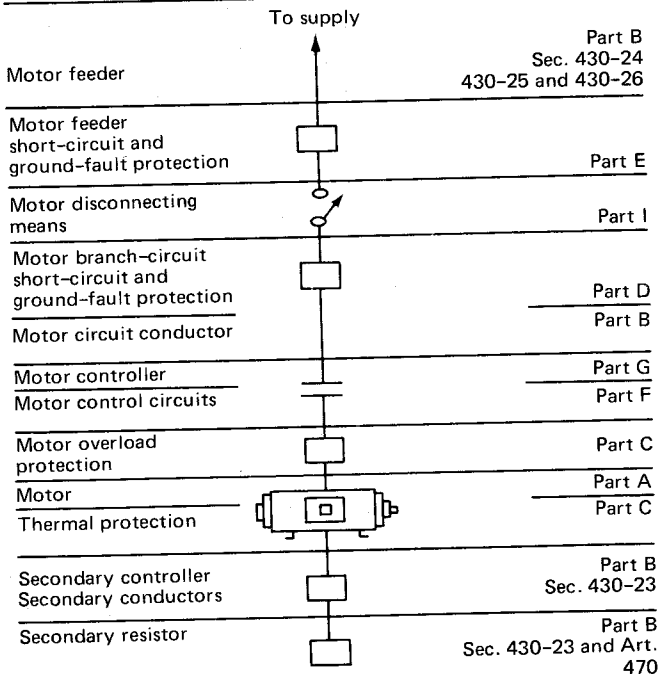 To supply
Motor feeder
Part B
Sec. 430-24
430-25 and 430-26
Motor feeder
short-circuit and
ground-fault protection
Part E
Motor disconnecting
means
Part I
Motor branch-circuit
short-circuit and
ground-fault protection
Part D
Motor circuit conductor
Part B
Motor controller
Part G
Motor control circuits
Part F
Motor overload
protection
Part C
Motor
Part A
Thermal protection
Part C
Secondary controller
Secondary conductors
Part B
Sec. 430-23
Secondary resistor
Part B
Sec. 430-23 and Art.
470